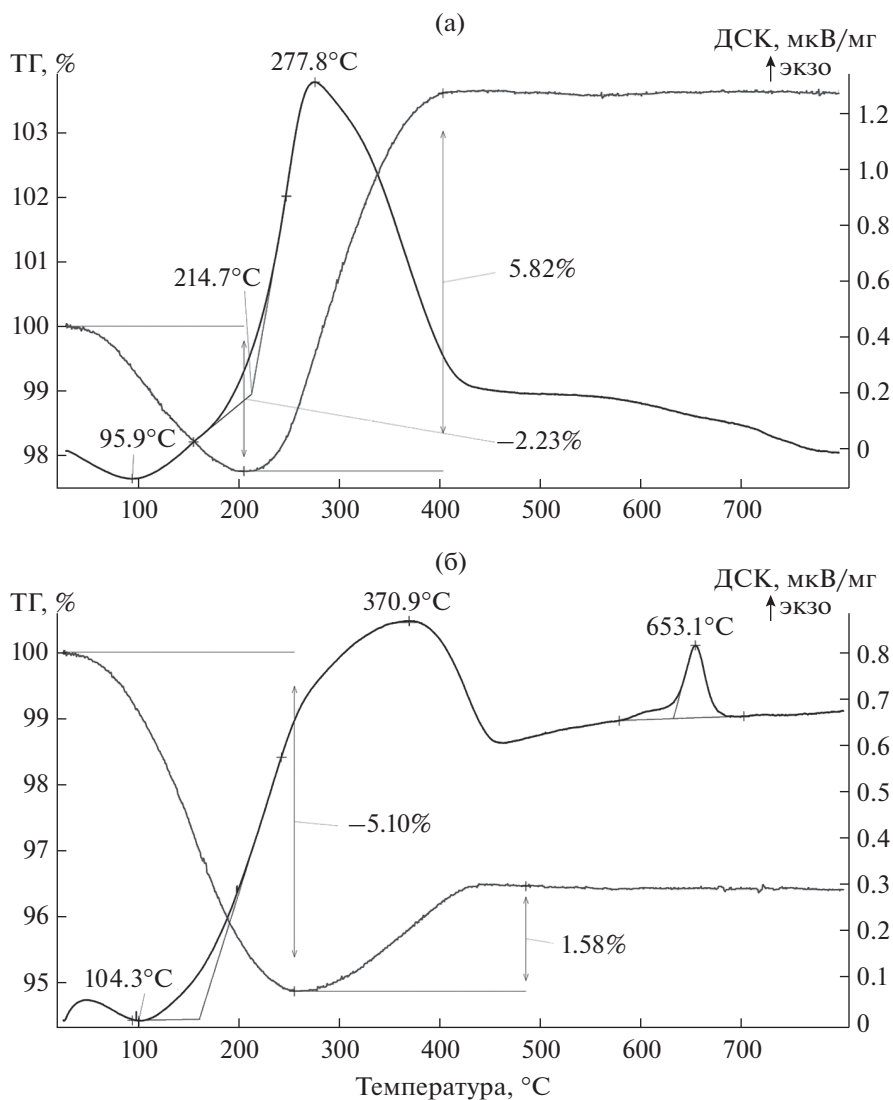 (а)
ТГ, %
ДСК, мкВ/мг
экзо
277.8°C
103
102
101
100
99
98
1.2
1.0
0.8
0.6
0.4
0.2
0
214.7°C
5.82%
95.9°C
−2.23%
100 200 300 400 500 600 700
(б)
ТГ, %
ДСК, мкВ/мг
экзо
370.9°C
653.1°C
100
99
98
97
96
95
0.8
0.7
0.6
0.5
0.4
0.3
0.2
0.1
0
−5.10%
1.58%
104.3°C
100 200 300 400 500 600 700
Температура, °C